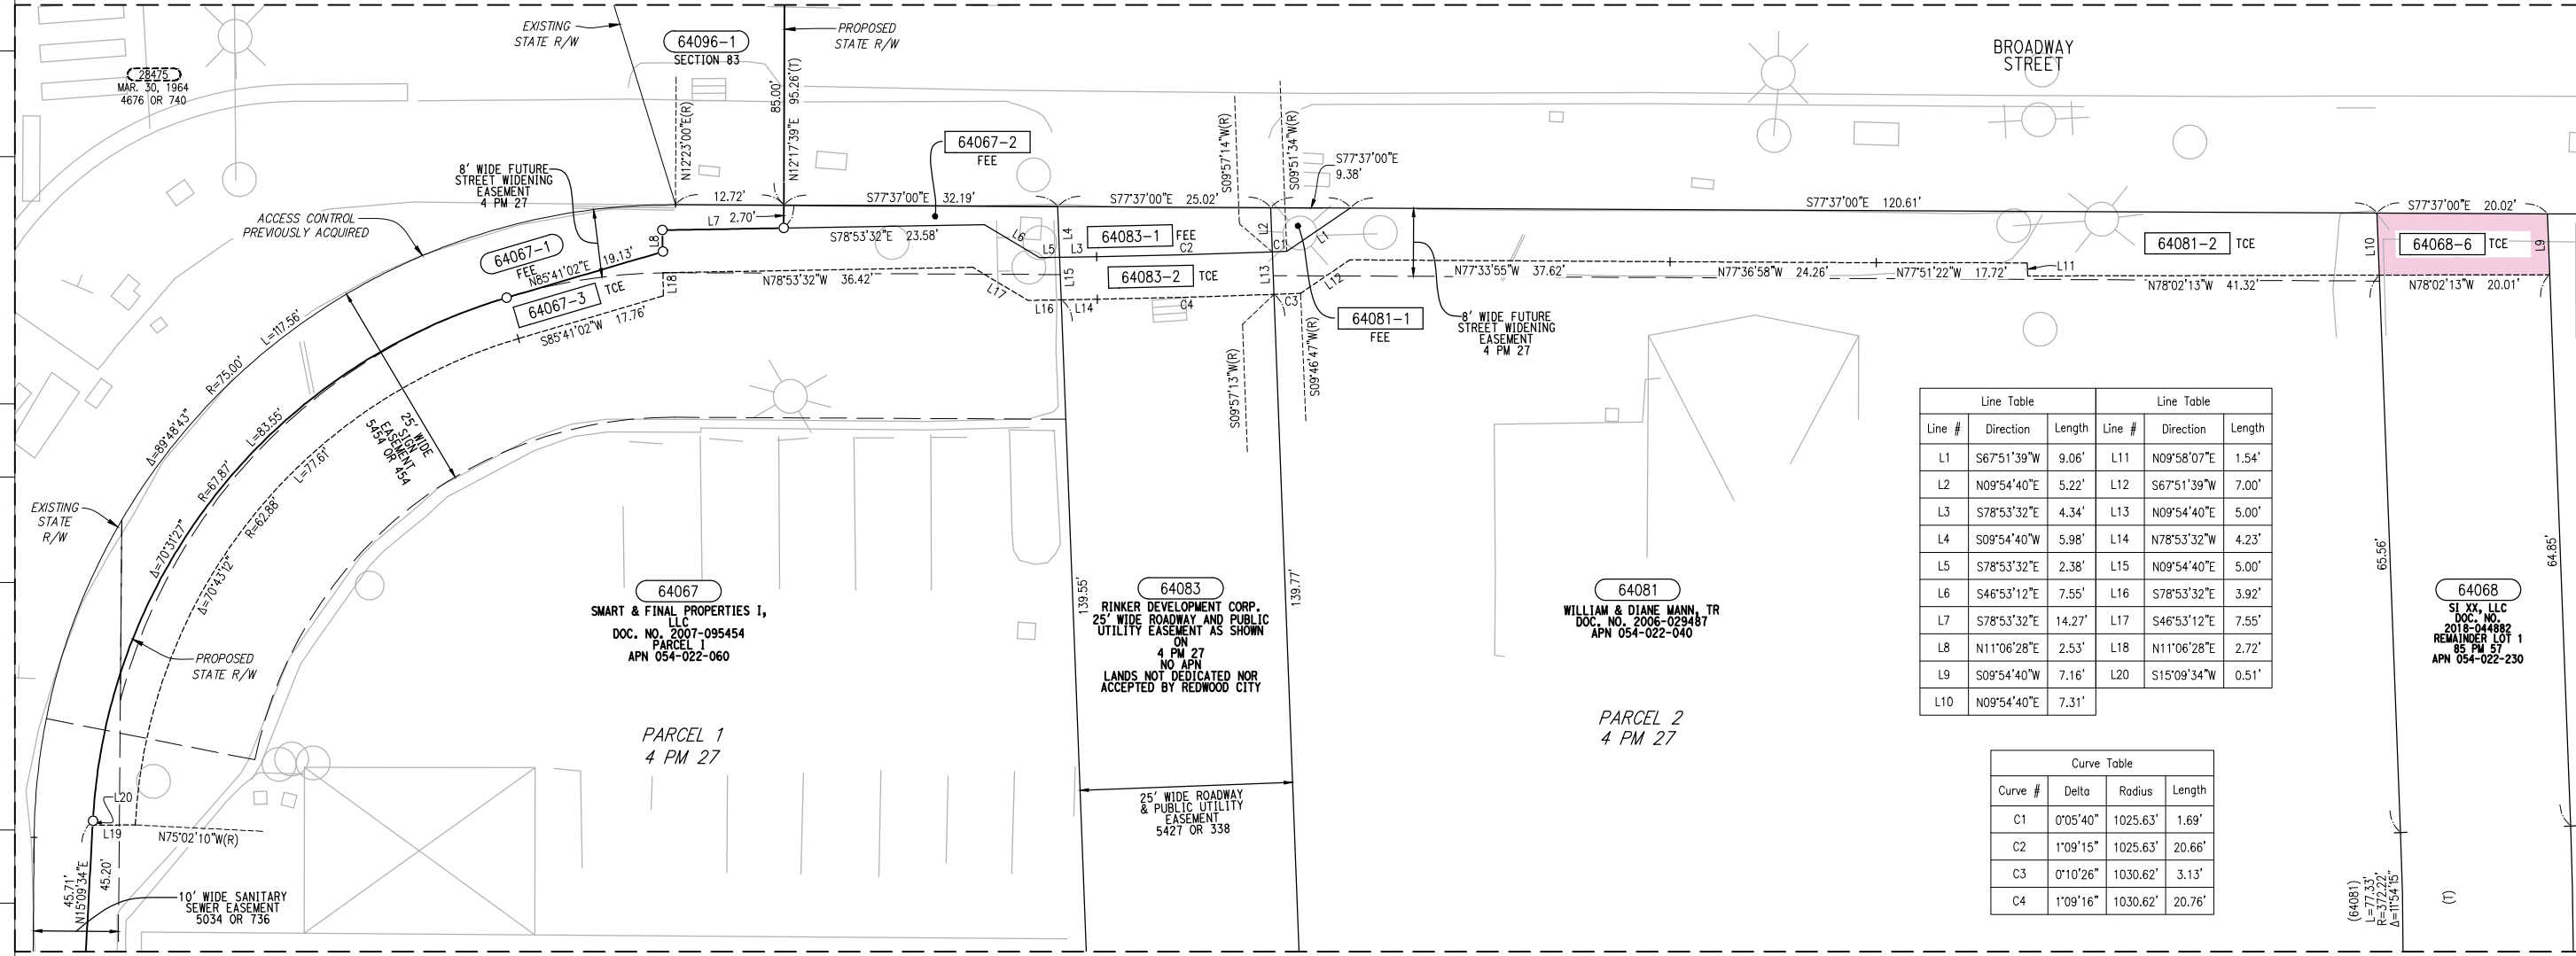 EXISTING
STATE R/W
64096-1
SECTION 83
PROPOSED
STATE R/W
BROADWAY
STREET
28475
MAR. 30, 1964
4676 OR 740
N12°23'00"E(R)
85.00'
N12°17'39"E 95.26'(T)
64067-2
FEE
S09°57'14"W(R)
S09°51'34"W(R)
S77°37'00"E
9.38'
8' WIDE FUTURE
STREET WIDENING
EASEMENT
4 PM 27
ACCESS CONTROL
PREVIOUSLY ACQUIRED
12.72'
S77°37'00"E 32.19'
S77°37'00"E 25.02'
S77°37'00"E 120.61'
S77°37'00"E 20.02'
L7 2.70'
S78°53'32"E 23.58'
L8
L6
L5
L4
L3
64083-1 FEE
C2
L2
C1
L1
64081-2 TCE
L10
64068-6 TCE
L9
64067-1
FEE
N85°41'02"E 19.13'
64067-3 TCE
L18
N78°53'32"W 36.42'
L17
L15
64083-2 TCE
L13
L12
N77°33'55"W 37.62'
N77°36'58"W 24.26'
N77°51'22"W 17.72'
L11
N78°02'13"W 41.32'
N78°02'13"W 20.01'
L16
L14
C4
C3
S85°41'02"W 17.76'
64081-1
FEE
8' WIDE FUTURE
STREET WIDENING
EASEMENT
4 PM 27
S09°57'13"W(R)
S09°46'47"W(R)
L=117.56'
R=75.00'
Δ=89°48'43"
L=83.55'
R=67.87'
Δ=70°31'27"
L=77.61'
R=62.88'
Δ=70°43'12"
25' WIDE
SIGN
EASEMENT
5454 OR 454
EXISTING
STATE
R/W
Line Table Line Table
Line # Direction Length Line # Direction Length
L1 S67°51'39"W 9.06' L11 N09°58'07"E 1.54'
L2 N09°54'40"E 5.22' L12 S67°51'39"W 7.00'
L3 S78°53'32"E 4.34' L13 N09°54'40"E 5.00'
L4 S09°54'40"W 5.98' L14 N78°53'32"W 4.23'
L5 S78°53'32"E 2.38' L15 N09°54'40"E 5.00'
L6 S46°53'12"E 7.55' L16 S78°53'32"E 3.92'
L7 S78°53'32"E 14.27' L17 S46°53'12"E 7.55'
L8 N11°06'28"E 2.53' L18 N11°06'28"E 2.72'
L9 S09°54'40"W 7.16' L20 S15°09'34"W 0.51'
L10 N09°54'40"E 7.31'
64067
SMART & FINAL PROPERTIES I,
LLC
DOC. NO. 2007-095454
PARCEL I
APN 054-022-060
139.55'
64083
RINKER DEVELOPMENT CORP.
25' WIDE ROADWAY AND PUBLIC
UTILITY EASEMENT AS SHOWN
ON
4 PM 27
NO APN
LANDS NOT DEDICATED NOR
ACCEPTED BY REDWOOD CITY
139.77'
64081
WILLIAM & DIANE MANN, TR
DOC. NO. 2006-029487
APN 054-022-040
65.56'
64.85'
64068
SI XX, LLC
DOC. NO.
2018-044882
REMAINDER LOT 1
85 PM 57
APN 054-022-230
PROPOSED
STATE R/W
PARCEL 1
4 PM 27
PARCEL 2
4 PM 27
25' WIDE ROADWAY
& PUBLIC UTILITY
EASEMENT
5427 OR 338
Curve Table
Curve # Delta Radius Length
C1 0°05'40" 1025.63' 1.69'
C2 1°09'15" 1025.63' 20.66'
C3 0°10'26" 1030.62' 3.13'
C4 1°09'16" 1030.62' 20.76'
L20
L19
N75°02'10"W(R)
45.71'
N15°09'34"E
45.20'
10' WIDE SANITARY
SEWER EASEMENT
5034 OR 736
(64081)
L=77.33'
R=372.22'
Δ=11°54'15"
(T)